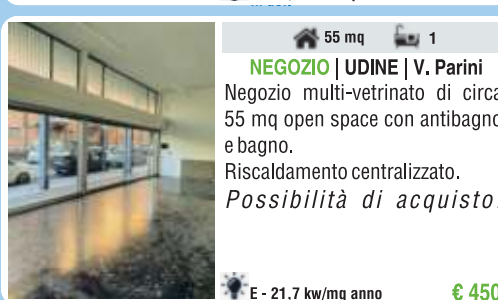 55 mq 1
NEGOZIO | UDINE | V. Parini
Negozio multi-vetrinato di circa
55 mq open space con antibagno
e bagno.
Riscaldamento centralizzato.
Possibilità di acquisto.
E - 21,7 kw/mq anno € 450